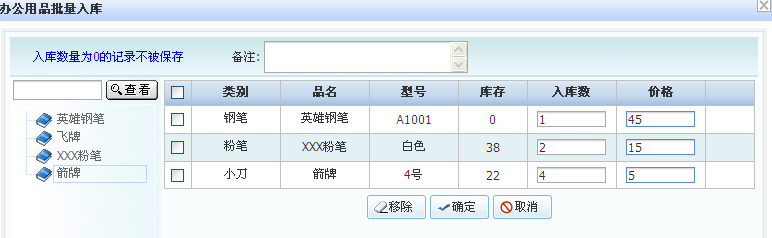 办公用品批量入库
入库数量为0的记录不被保存 备注:
查看
类别 品名 型号 库存 入库数 价格
英雄钢笔
飞牌
XXX粉笔
箭牌
钢笔 英雄钢笔 A1001 0 1 45
粉笔 XXX粉笔 白色 38 2 15
小刀 箭牌 4号 22 4 5
移除 确定 取消